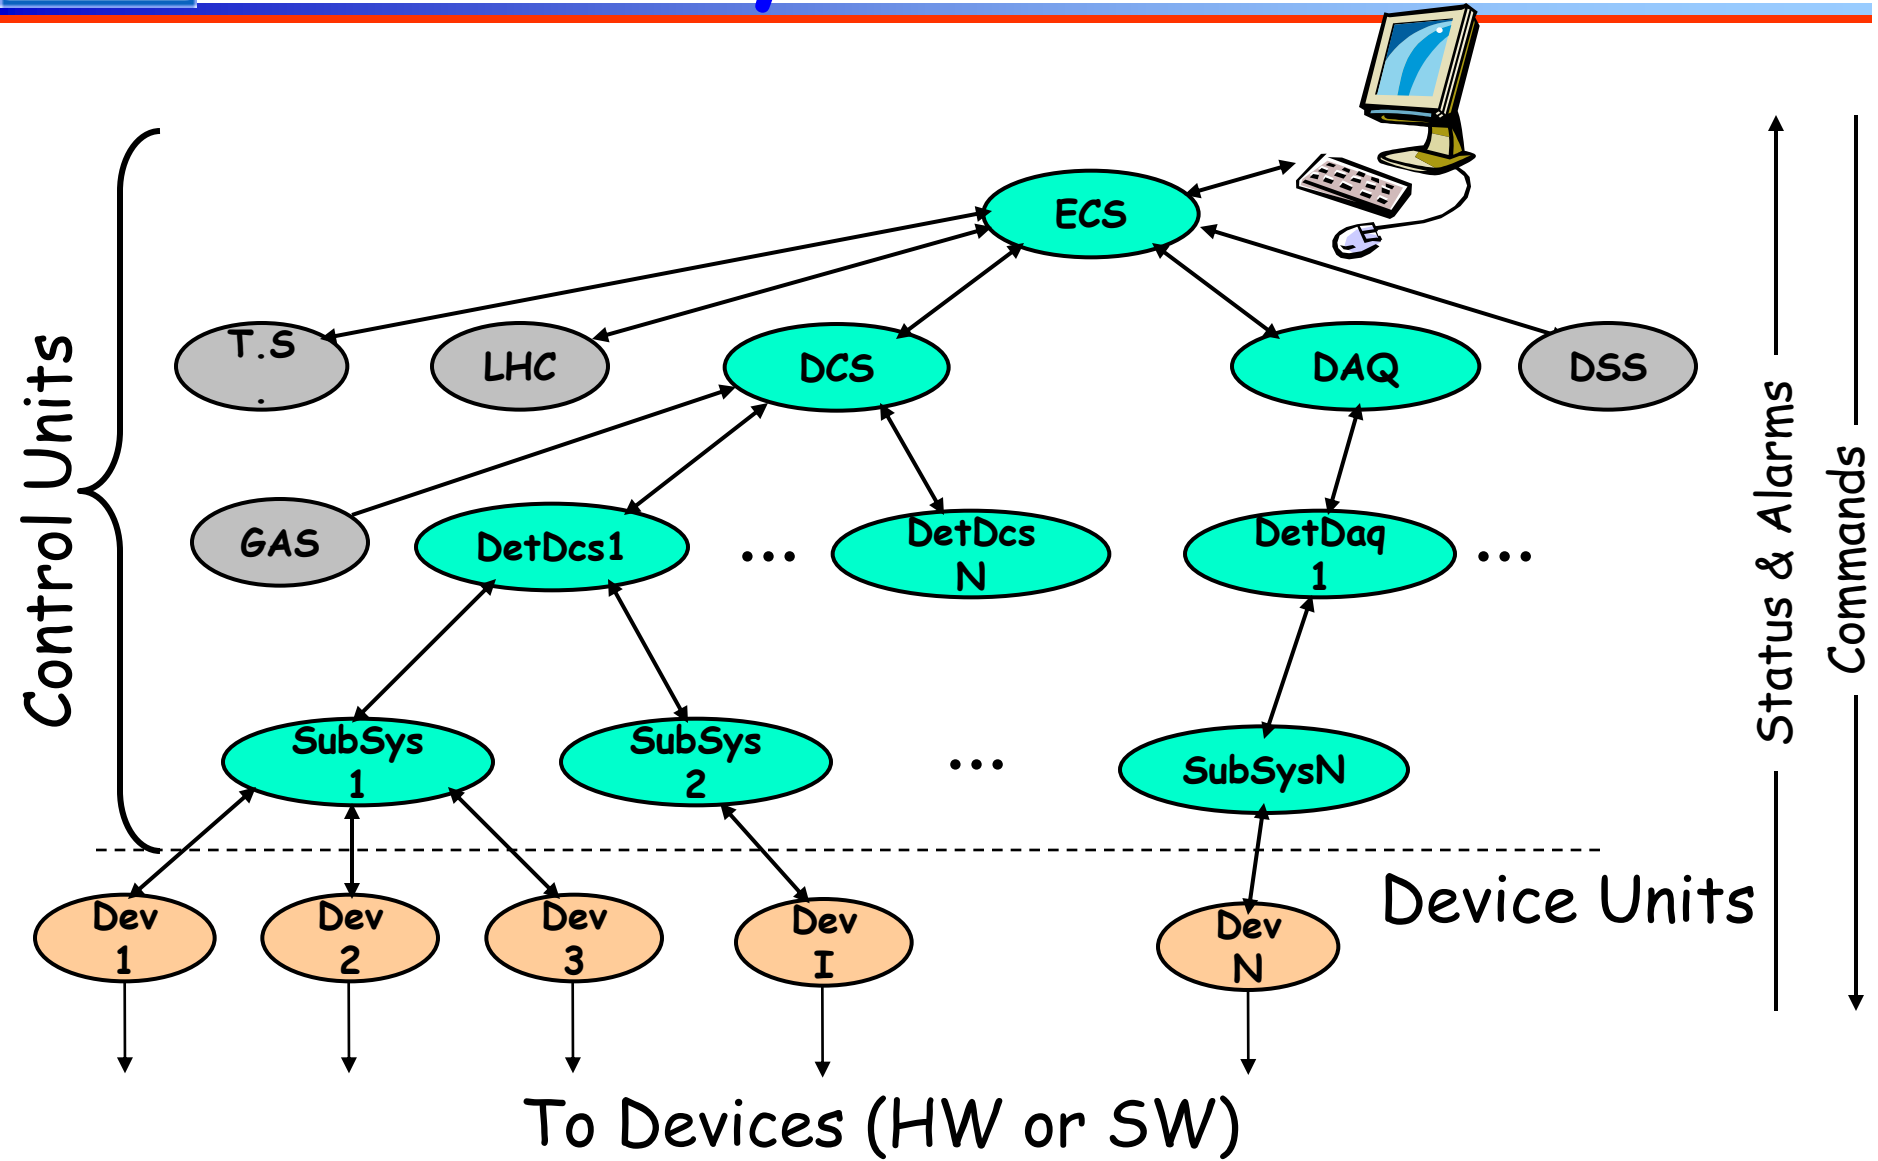 ECS
T.S
.
LHC
DCS
DAQ
DSS
GAS
DetDcs1
...
DetDcs
N
DetDaq
1
...
SubSys
1
SubSys
2
...
SubSysN
Dev
1
Dev
2
Dev
3
Dev
I
Dev
N
Control Units
Device Units
Status & Alarms
Commands
To Devices (HW or SW)